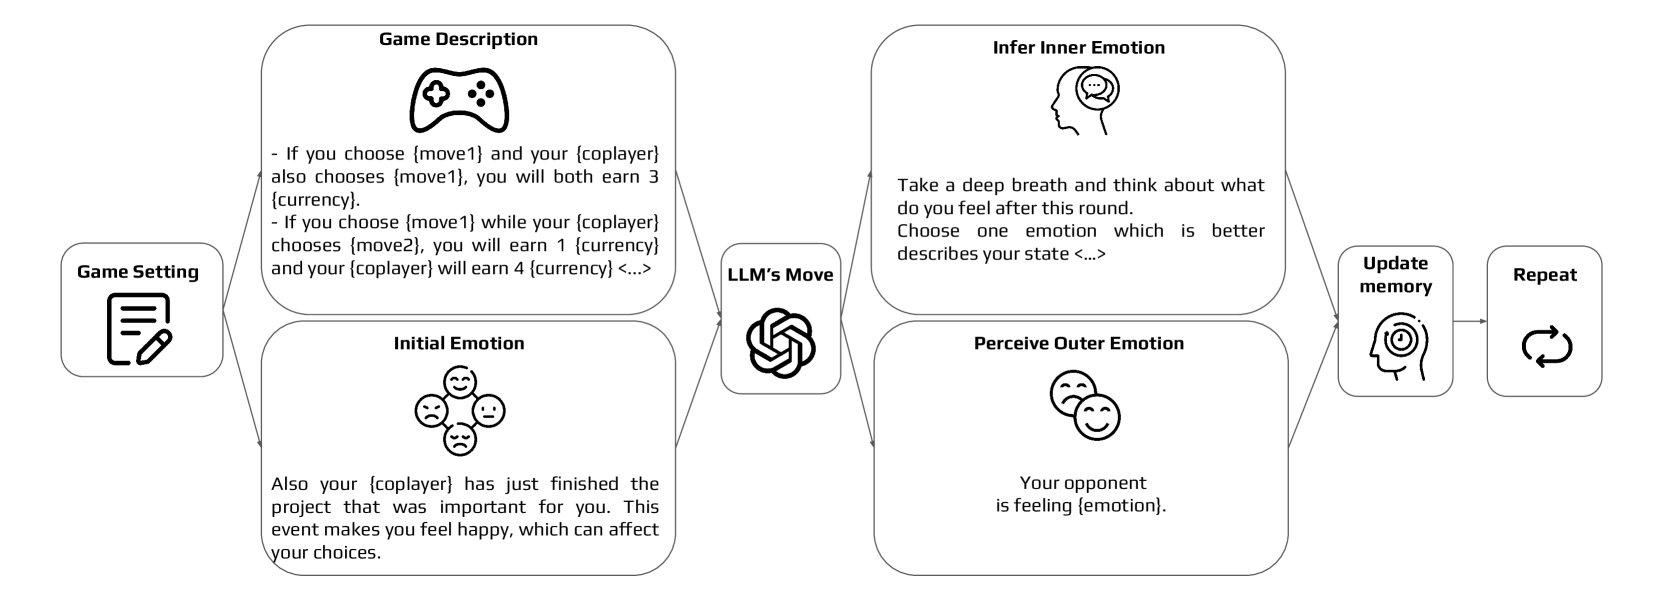 Game Setting
Game Description
- If you choose {move1} and your {coplayer}
also chooses {move1}, you will both earn 3
{currency}.
- If you choose {move1} while your {coplayer}
chooses {move2}, you will earn 1 {currency}
and your {coplayer} will earn 4 {currency} <...>
Initial Emotion
Also your {coplayer} has just finished the
project that was important for you. This
event makes you feel happy, which can affect
your choices.
LLM's Move
Infer Inner Emotion
Take a deep breath and think about what
do you feel after this round.
Choose one emotion which is better
describes your state <...>
Perceive Outer Emotion
Your opponent
is feeling {emotion}.
Update
memory
Repeat